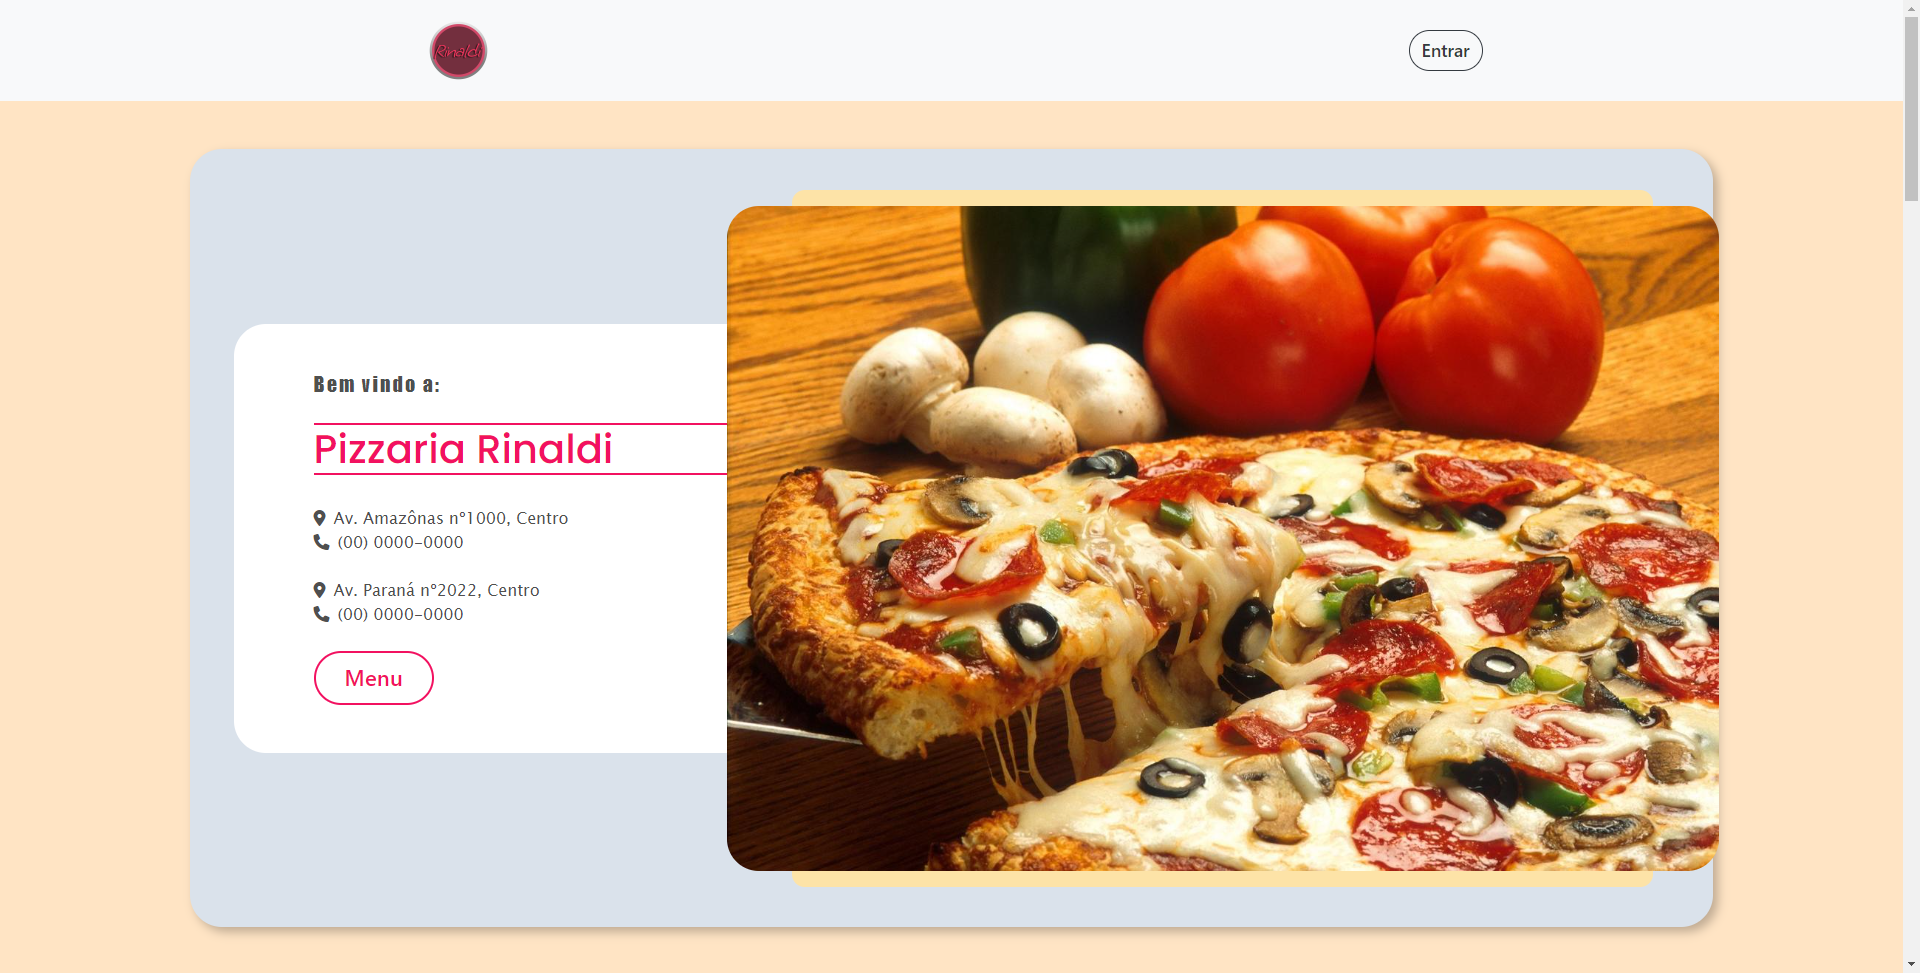 Rinaldi
Entrar
Bem vindo a:
Pizzaria Rinaldi
Av. Amazônas n°1000, Centro
(00) 0000-0000
Av. Paraná n°2022, Centro
(00) 0000-0000
Menu